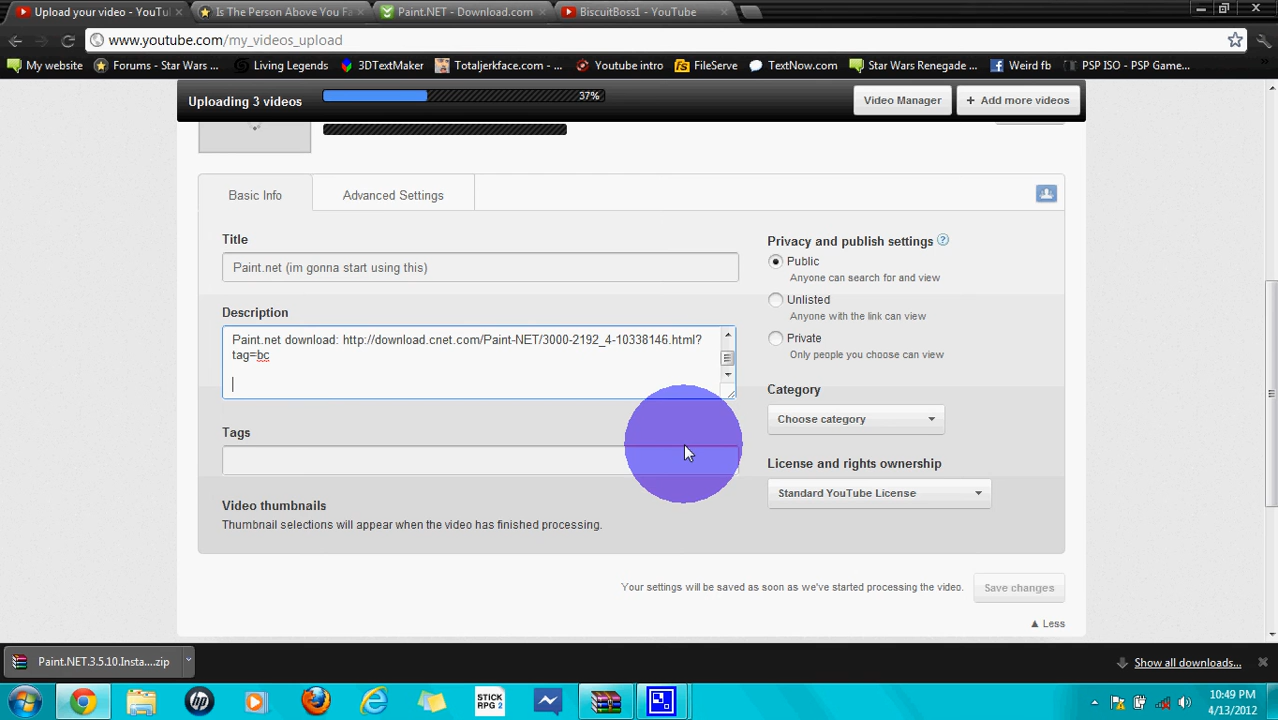 Upload your video - YouTu
Is The Person Above You Fa
Paint.NET - Download.com
BiscuitBoss1 - YouTube
www.youtube.com/my_videos_upload
My website
Forums - Star Wars ...
Living Legends
3DTextMaker
Totaljerkface.com - ...
Youtube intro
FileServe
TextNow.com
Star Wars Renegade ...
Weird fb
PSP ISO - PSP Game...
Uploading 3 videos
37%
Video Manager
+ Add more videos
Basic Info
Advanced Settings
Title
Paint.net (im gonna start using this)
Description
Paint.net download: http://download.cnet.com/Paint-NET/3000-2192_4-10338146.html?
tag=bc
Tags
Video thumbnails
Thumbnail selections will appear when the video has finished processing.
Privacy and publish settings ?
Public
Anyone can search for and view
Unlisted
Anyone with the link can view
Private
Only people you choose can view
Category
Choose category
License and rights ownership
Standard YouTube License
Your settings will be saved as soon as we've started processing the video.
Save changes
▲ Less
Paint.NET.3.5.10.Insta....zip
Show all downloads...
hp
STICK
RPG 2
10:49 PM
4/13/2012